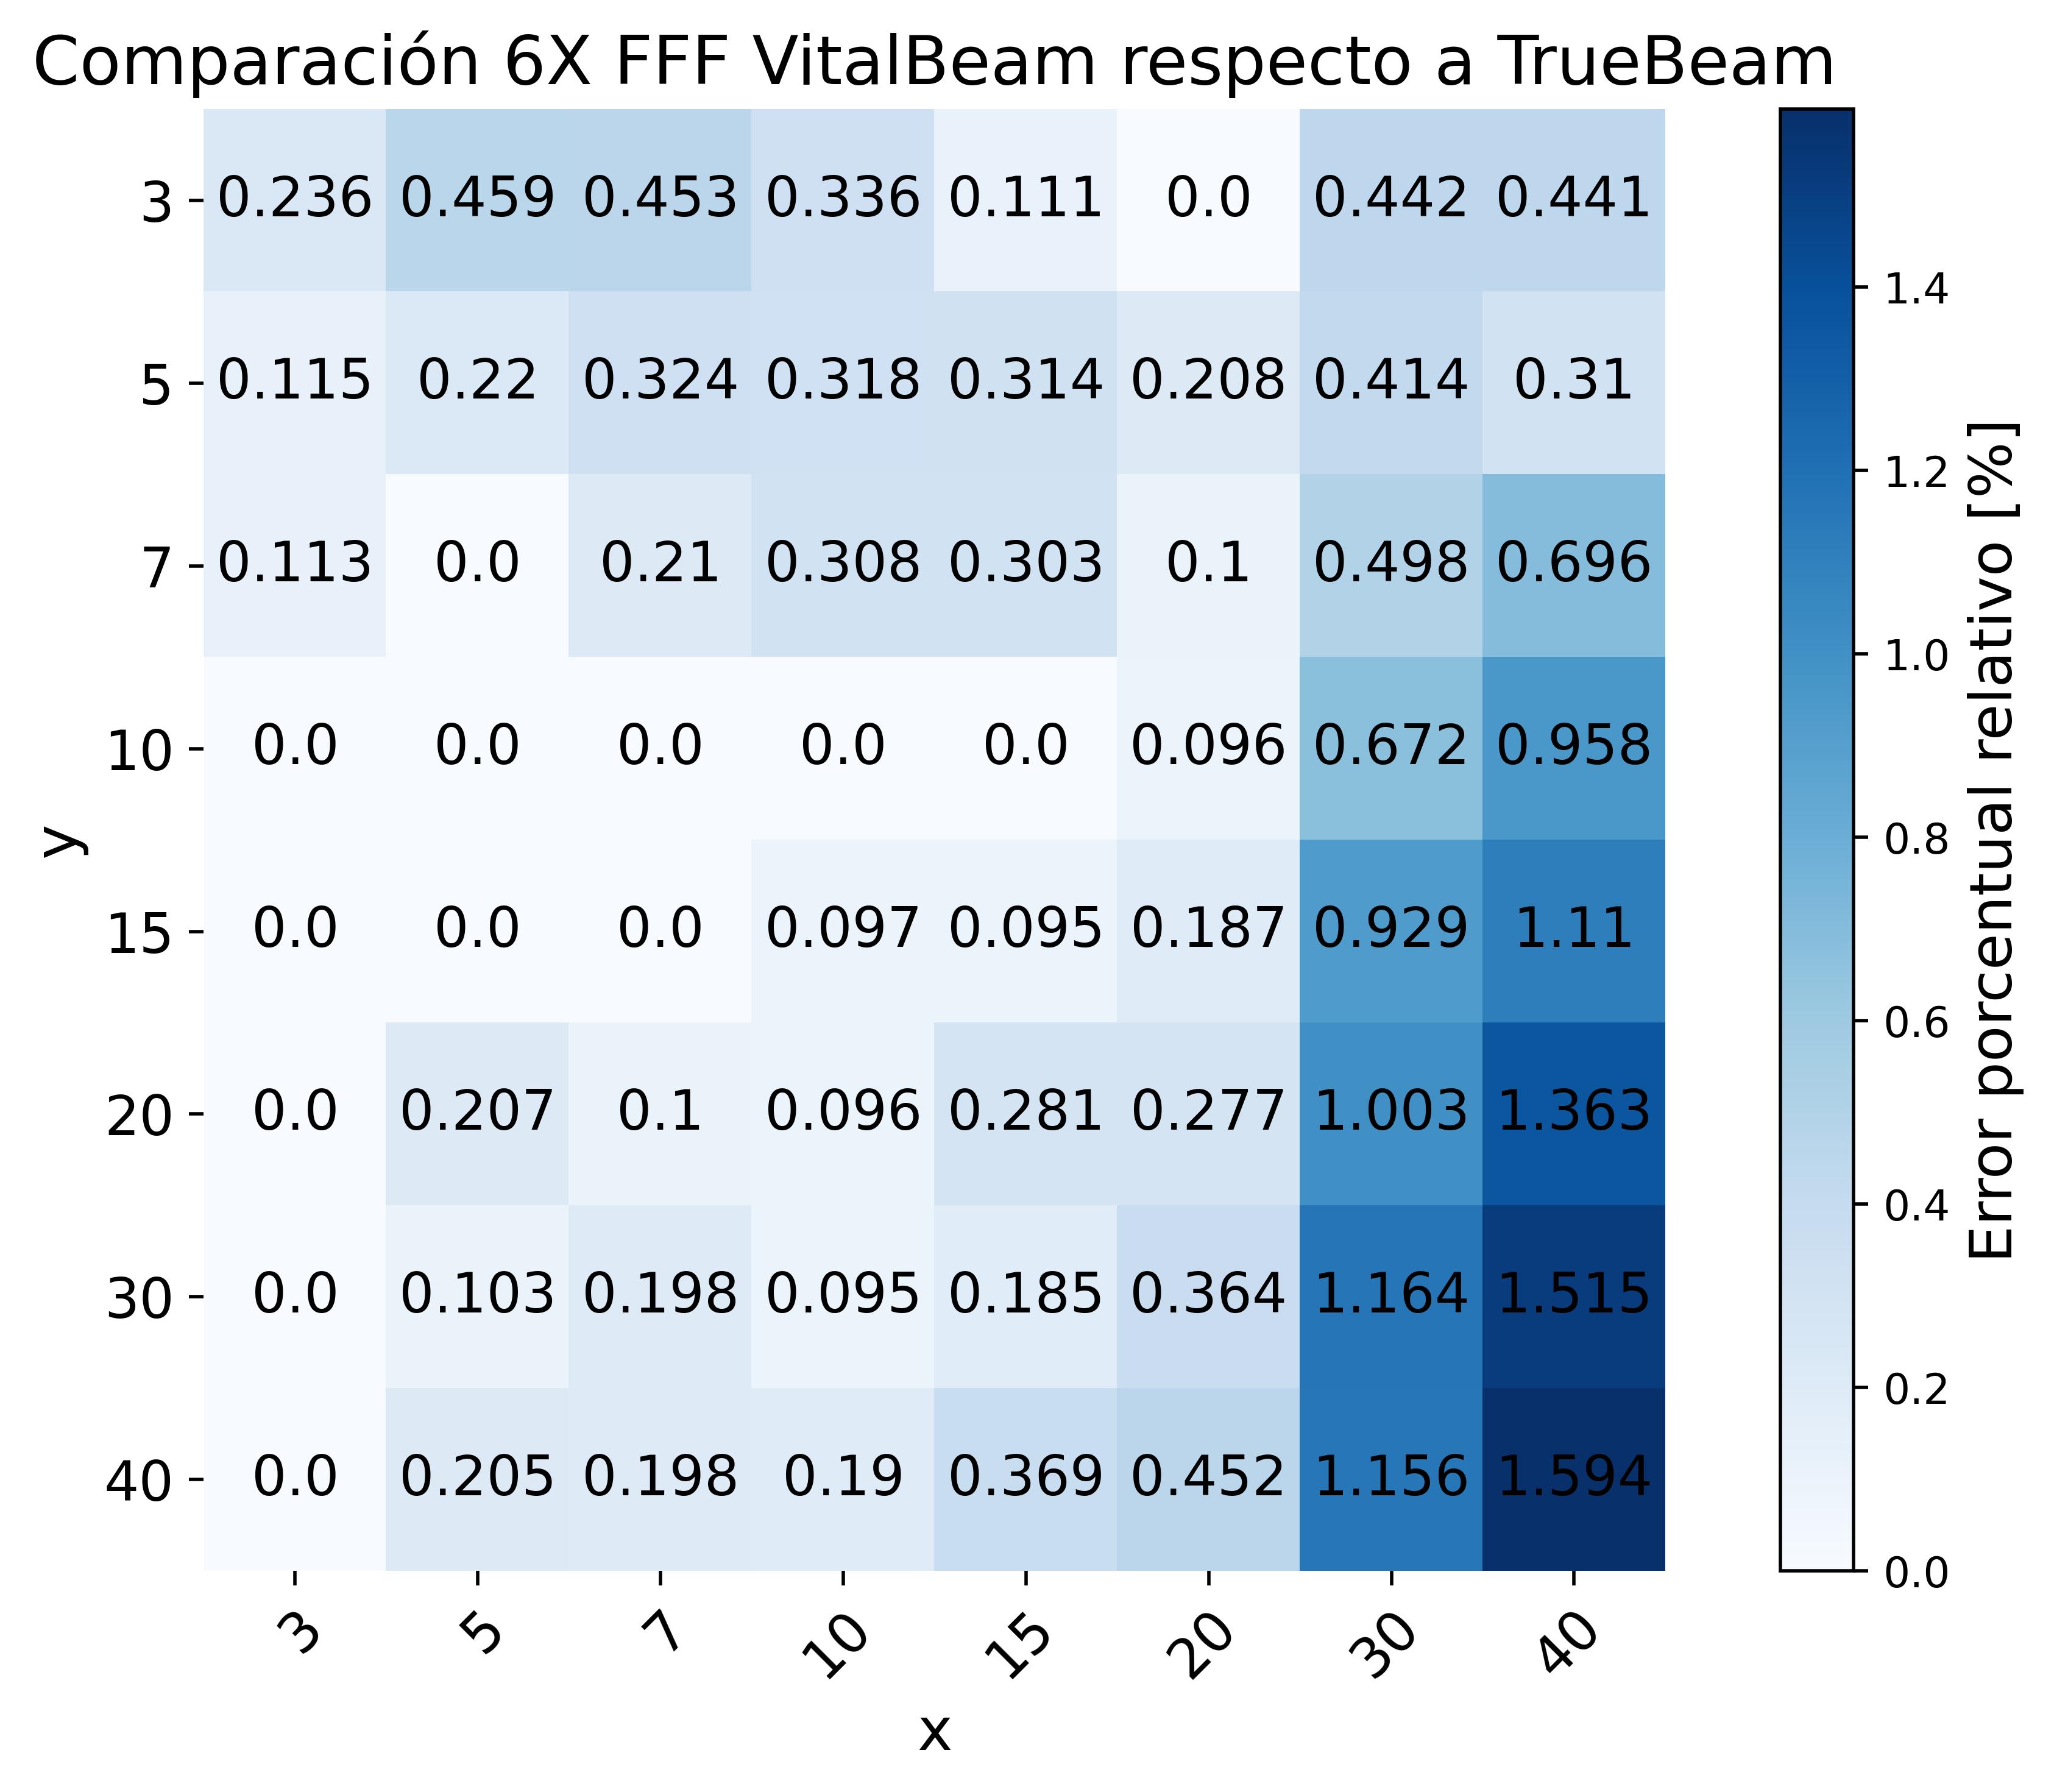 Comparación 6X FFF VitalBeam respecto a TrueBeam
3 0.236 0.459 0.453 0.336 0.111 0.0 0.442 0.441
5 0.115 0.22 0.324 0.318 0.314 0.208 0.414 0.31
7 0.113 0.0 0.21 0.308 0.303 0.1 0.498 0.696
10 0.0 0.0 0.0 0.0 0.0 0.096 0.672 0.958
15 0.0 0.0 0.0 0.097 0.095 0.187 0.929 1.11
20 0.0 0.207 0.1 0.096 0.281 0.277 1.003 1.363
30 0.0 0.103 0.198 0.095 0.185 0.364 1.164 1.515
40 0.0 0.205 0.198 0.19 0.369 0.452 1.156 1.594
3 5 7 10 15 20 30 40
x
y
1.4
1.2
1.0
0.8
0.6
0.4
0.2
0.0
Error porcentual relativo [%]